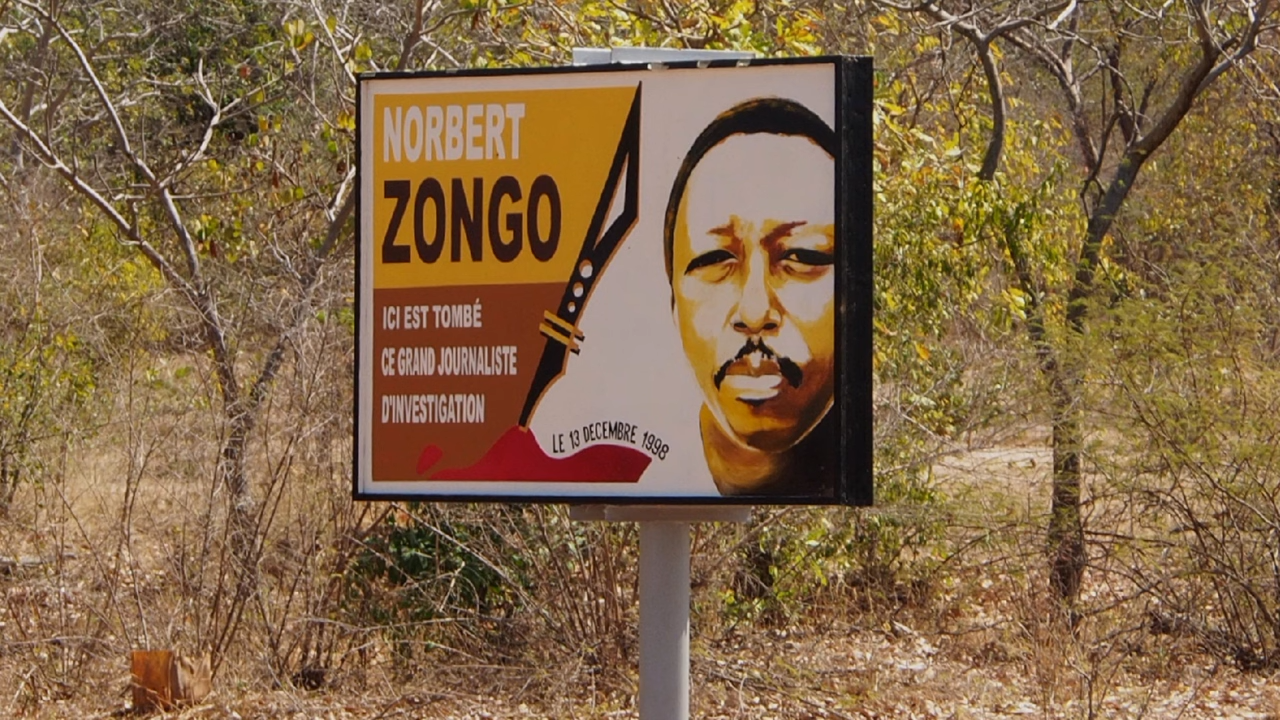 NORBERT
ZONGO
ICI EST TOMBÉ
CE GRAND JOURNALISTE
D'INVESTIGATION
LE 13 DECEMBRE 1998